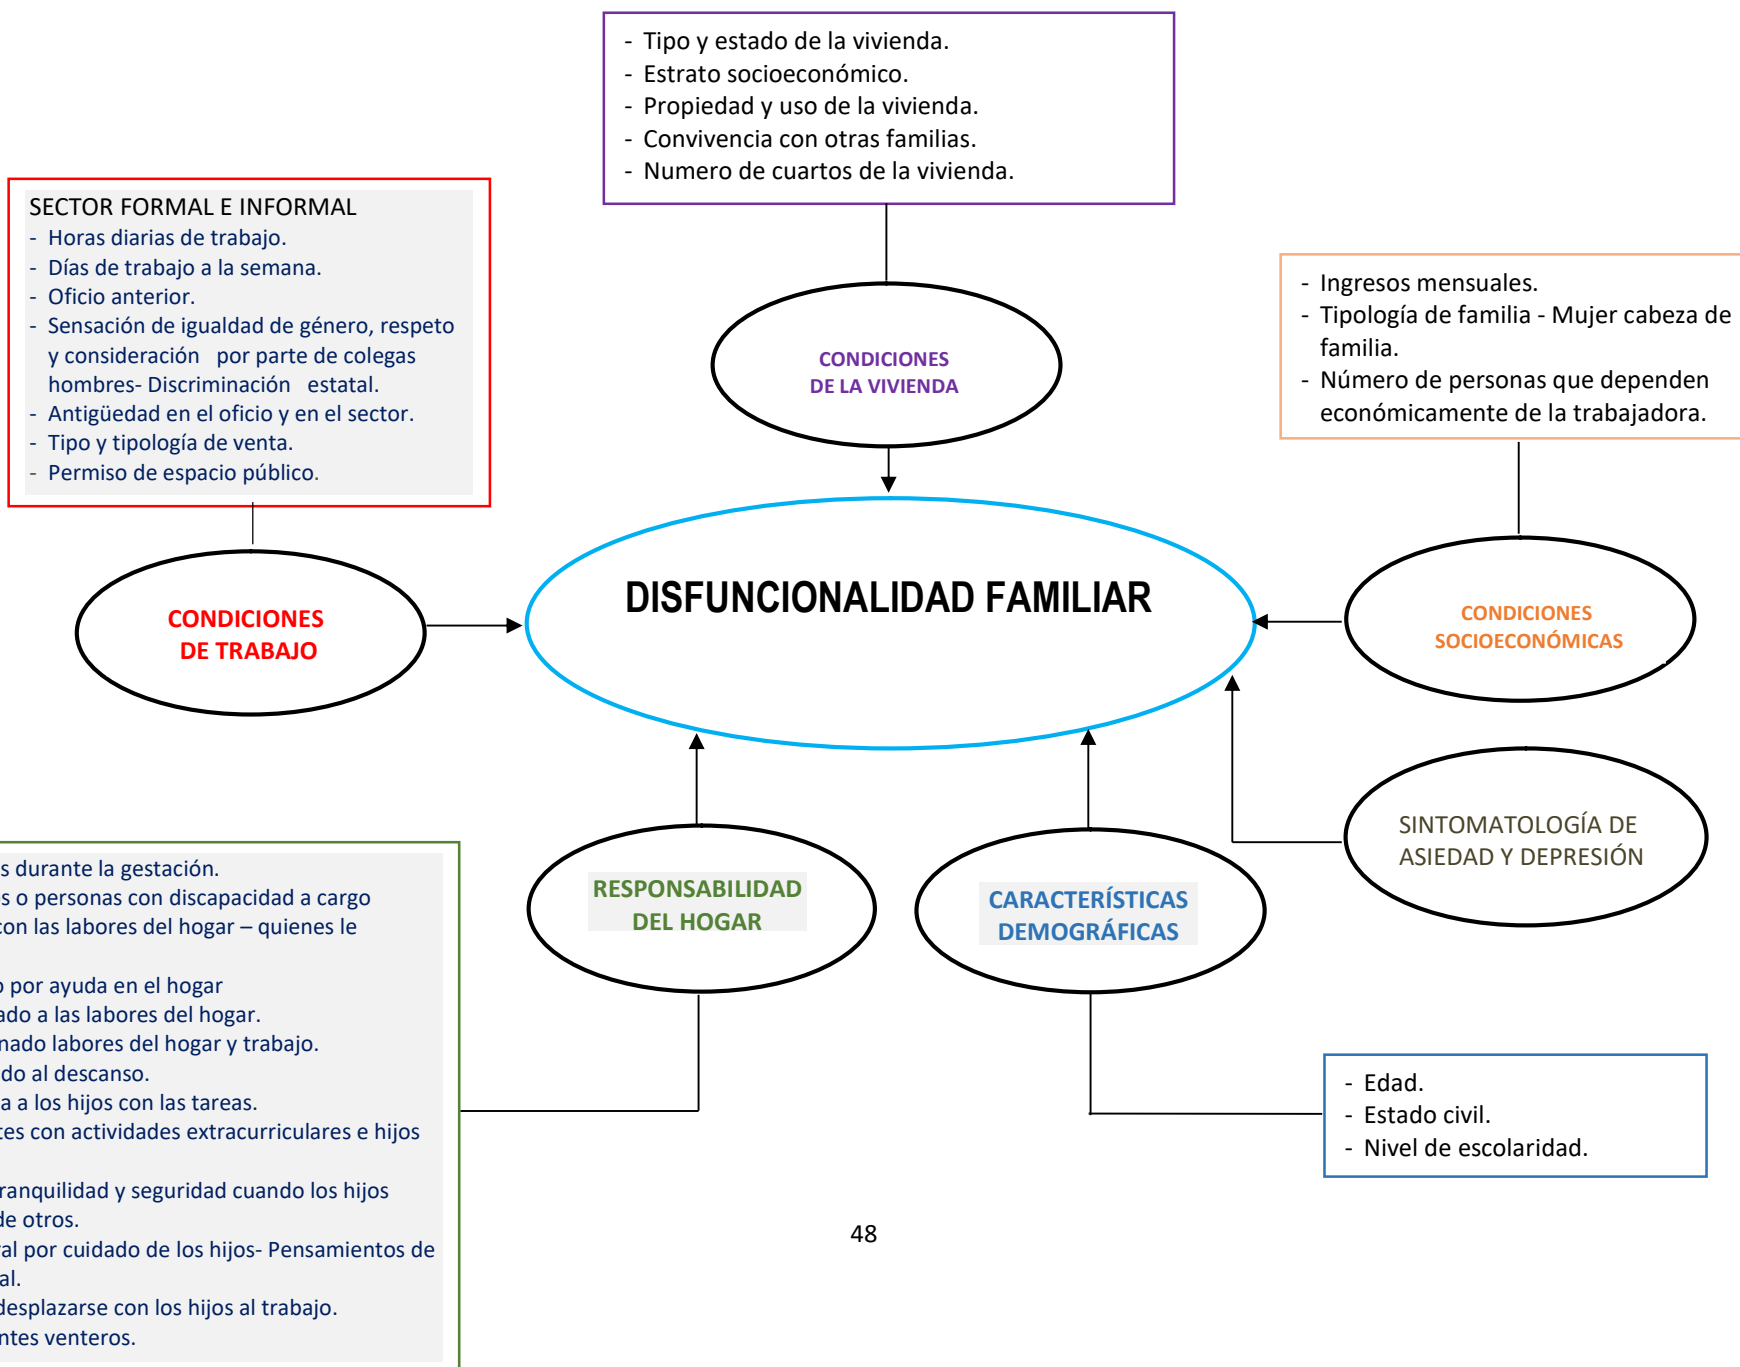 - Tipo y estado de la vivienda.
- Estrato socioeconómico.
- Propiedad y uso de la vivienda.
- Convivencia con otras familias.
- Numero de cuartos de la vivienda.
SECTOR FORMAL E INFORMAL
- Horas diarias de trabajo.
- Días de trabajo a la semana.
- Oficio anterior.
- Sensación de igualdad de género, respeto
y consideración por parte de colegas
hombres- Discriminación estatal.
- Antigüedad en el oficio y en el sector.
- Tipo y tipología de venta.
- Permiso de espacio público.
- Ingresos mensuales.
- Tipología de familia - Mujer cabeza de
familia.
- Número de personas que dependen
económicamente de la trabajadora.
CONDICIONES
DE LA VIVIENDA
CONDICIONES
DE TRABAJO
DISFUNCIONALIDAD FAMILIAR
CONDICIONES
SOCIOECONÓMICAS
SINTOMATOLOGÍA DE
ASIEDAD Y DEPRESIÓN
RESPONSABILIDAD
DEL HOGAR
CARACTERÍSTICAS
DEMOGRÁFICAS
s durante la gestación.
s o personas con discapacidad a cargo
con las labores del hogar – quienes le
o por ayuda en el hogar
ado a las labores del hogar.
nado labores del hogar y trabajo.
do al descanso.
a a los hijos con las tareas.
tes con actividades extracurriculares e hijos
ranquilidad y seguridad cuando los hijos
de otros.
ral por cuidado de los hijos- Pensamientos de
al.
desplazarse con los hijos al trabajo.
ntes venteros.
- Edad.
- Estado civil.
- Nivel de escolaridad.
48